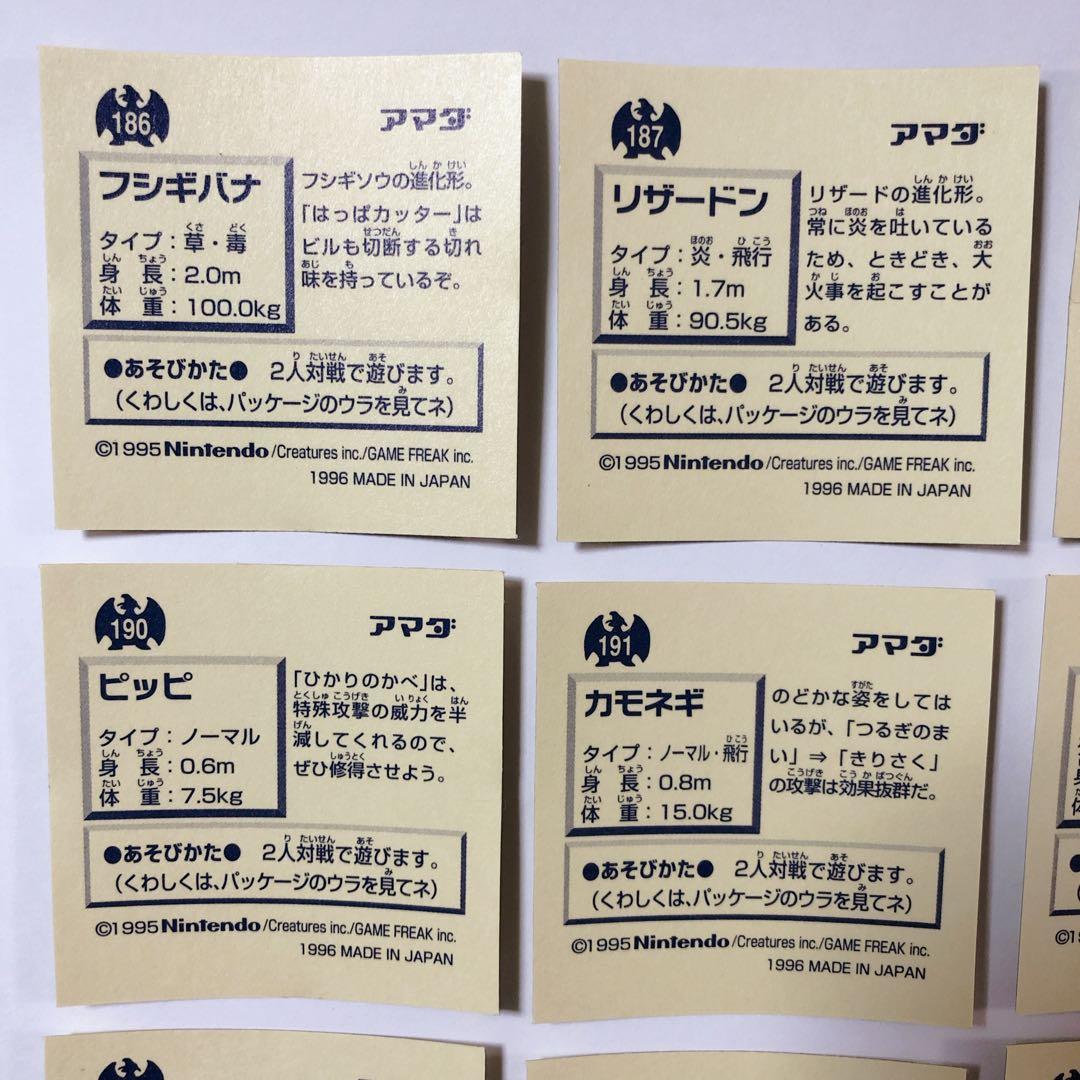 186
アマダ
フシギバナ
タイプ：草・毒
身長：2.0m
体重：100.0kg
フシギソウの進化形。
「はっぱカッター」は
ビルも切断する切れ
味を持っているぞ。
●あそびかた● 2人対戦で遊びます。
（くわしくは、パッケージのウラを見てネ）
©1995 Nintendo/Creatures inc./GAME FREAK inc.
1996 MADE IN JAPAN
187
アマダ
リザードン
タイプ：炎・飛行
身長：1.7m
体重：90.5kg
リザードの進化形。
常に炎を吐いている
ため、ときどき、大
火事を起こすことが
ある。
●あそびかた● 2人対戦で遊びます。
（くわしくは、パッケージのウラを見てネ）
©1995 Nintendo/Creatures inc./GAME FREAK inc.
1996 MADE IN JAPAN
190
アマダ
ピッピ
タイプ：ノーマル
身長：0.6m
体重：7.5kg
「ひかりのかべ」は、
特殊攻撃の威力を半
減してくれるので、
ぜひ修得させよう。
●あそびかた● 2人対戦で遊びます。
（くわしくは、パッケージのウラを見てネ）
©1995 Nintendo/Creatures inc./GAME FREAK inc.
1996 MADE IN JAPAN
191
アマダ
カモネギ
タイプ：ノーマル・飛行
身長：0.8m
体重：15.0kg
のどかな姿をしては
いるが、「つるぎのま
い」⇒「きりさく」
の攻撃は効果抜群だ。
●あそびかた● 2人対戦で遊びます。
（くわしくは、パッケージのウラを見てネ）
©1995 Nintendo/Creatures inc./GAME FREAK inc.
1996 MADE IN JAPAN